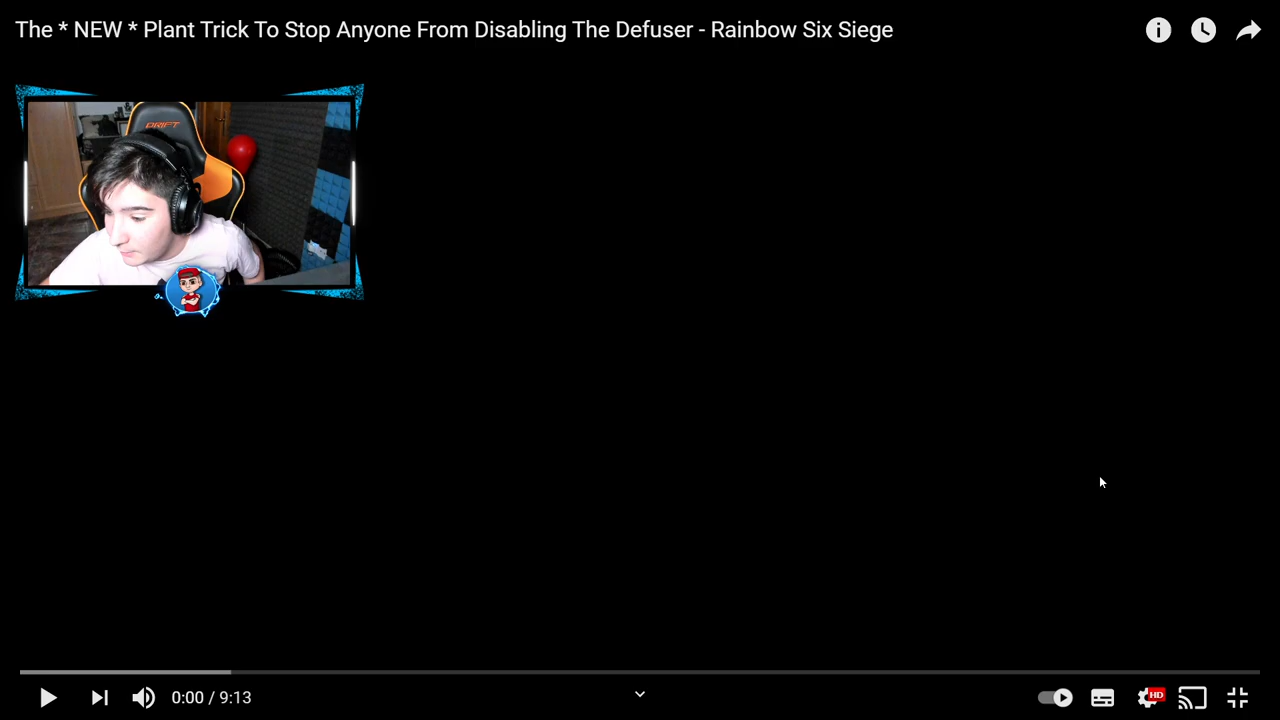 The * NEW * Plant Trick To Stop Anyone From Disabling The Defuser - Rainbow Six Siege
DRIFT
0:00 / 9:13
HD